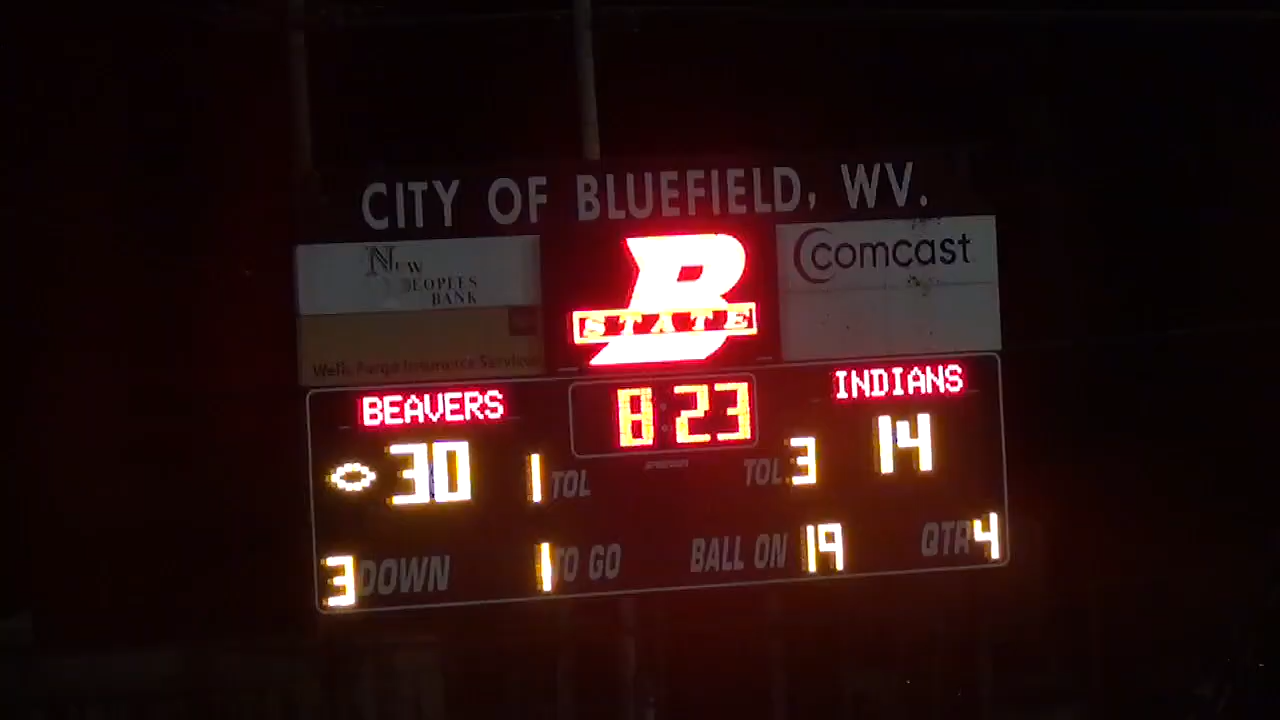 CITY OF BLUEFIELD, WV.
NEW PEOPLES BANK
Wells Fargo Insurance Services
B STATE
comcast
BEAVERS 8:23 INDIANS
30 1 TOL TOL 3 14
3 DOWN 1 TO GO BALL ON 19 QTR 4